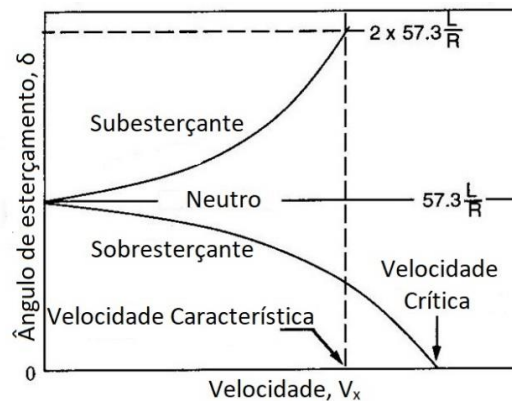 2 x 57.3 L/R
Subesterçante
Neutro
57.3 L/R
Sobresterçante
Velocidade
Crítica
Velocidade Característica
0
Velocidade, Vₓ
Ângulo de esterçamento, δ